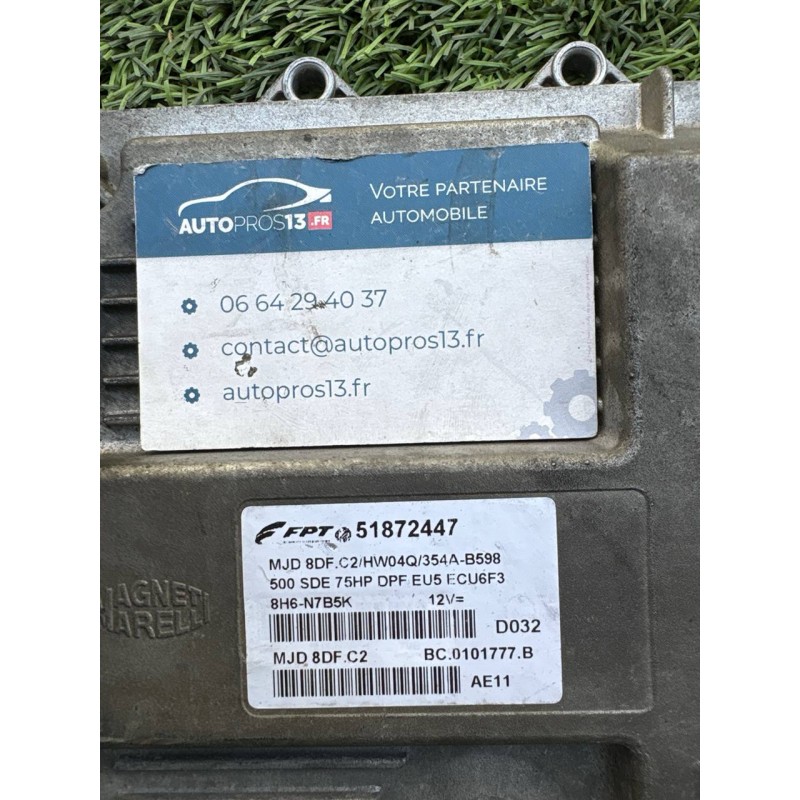 AUTOPROS13.FR
VOTRE PARTENAIRE
AUTOMOBILE
06 64 29 40 37
contact@autopros13.fr
autopros13.fr
FPT 51872447
MJD 8DF.C2/HW04Q/354A-B598
500 SDE 75HP DPF EU5 ECU6F3
8H6-N7B5K 12V=
D032
MJD 8DF.C2 BC.0101777.B
AE11
MAGNETI
MARELLI